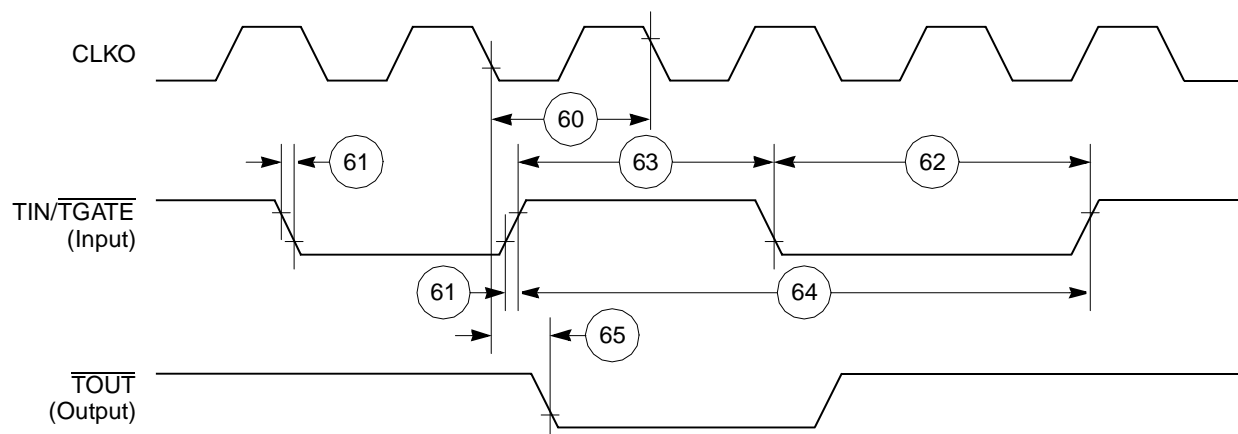 CLKO
60
61
63
62
TIN/TGATE
(Input)
61
64
65
TOUT
(Output)